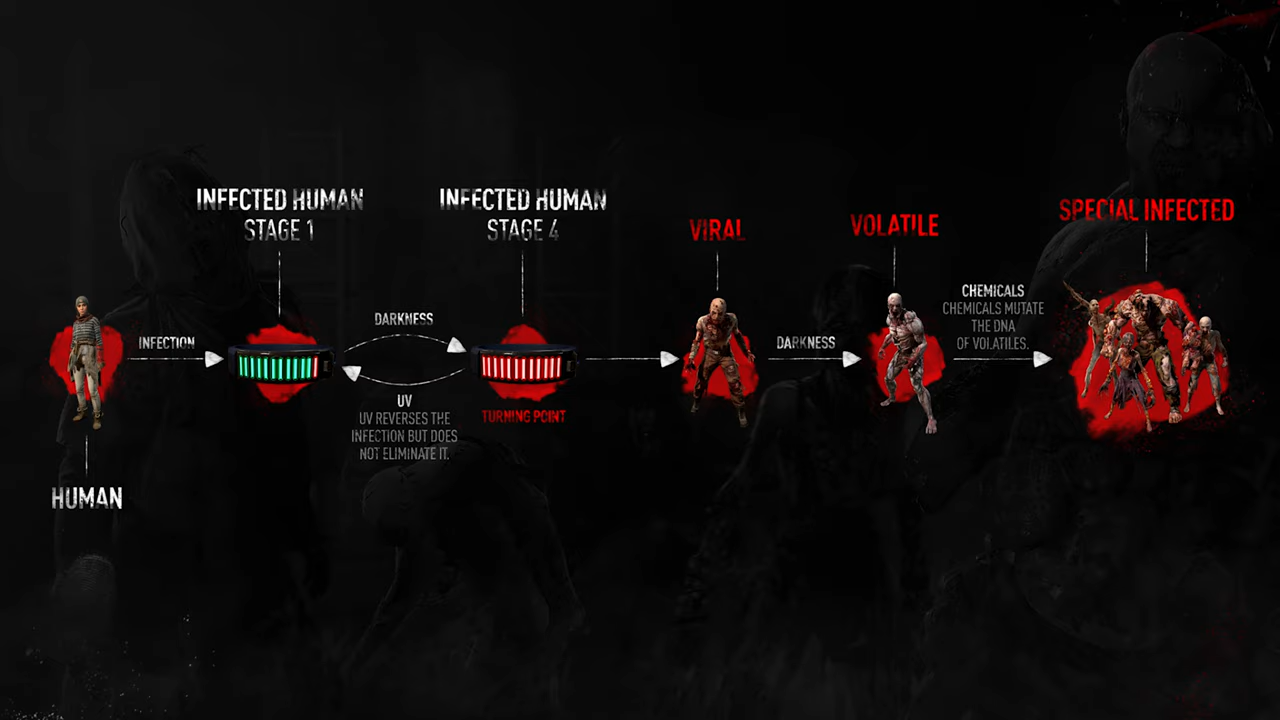 INFECTED HUMAN
STAGE 1
INFECTED HUMAN
STAGE 4
VIRAL
VOLATILE
SPECIAL INFECTED
INFECTION
DARKNESS
UV
UV REVERSES THE
INFECTION BUT DOES
NOT ELIMINATE IT.
TURNING POINT
DARKNESS
CHEMICALS
CHEMICALS MUTATE
THE DNA
OF VOLATILES.
HUMAN